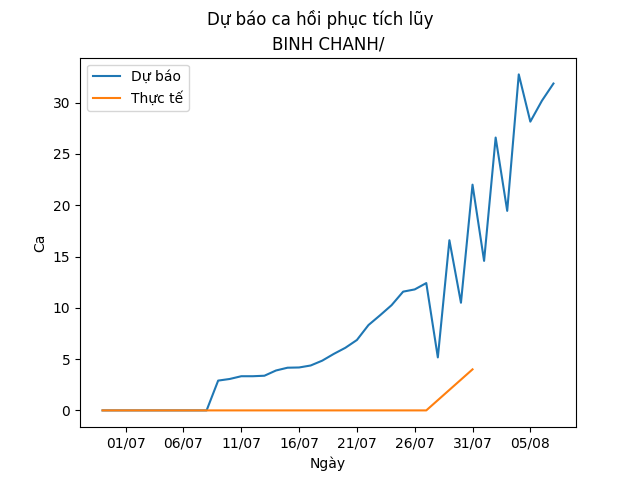 Dự báo ca hồi phục tích lũy
BINH CHANH/
Dự báo
Thực tế
Ca
30
25
20
15
10
5
0
01/07 06/07 11/07 16/07 21/07 26/07 31/07 05/08
Ngày